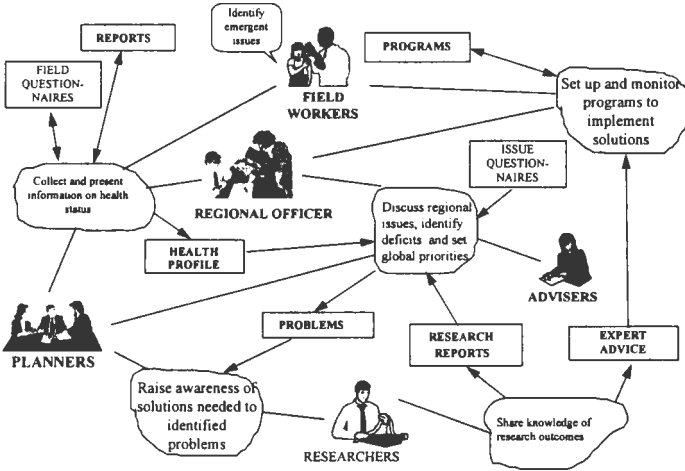 Identify
emergent
issues
REPORTS
FIELD
QUESTION-
NAIRES
PROGRAMS
FIELD
WORKERS
Set up and monitor
programs to
implement
solutions
ISSUE
QUESTION-
NAIRES
Collect and present
information on health
status
REGIONAL OFFICER
Discuss regional
issues, identify
deficits and set
global priorities
HEALTH
PROFILE
ADVISERS
PROBLEMS
RESEARCH
REPORTS
EXPERT
ADVICE
PLANNERS
Raise awareness of
solutions needed to
identified
problems
Share knowledge of
research outcomes
RESEARCHERS